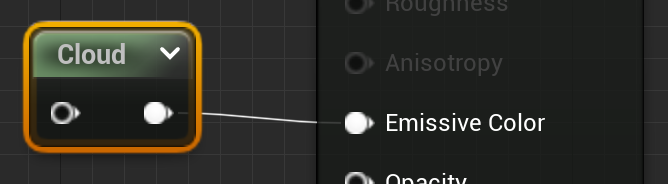 Roughness
Cloud
Anisotropy
Emissive Color
Opacity